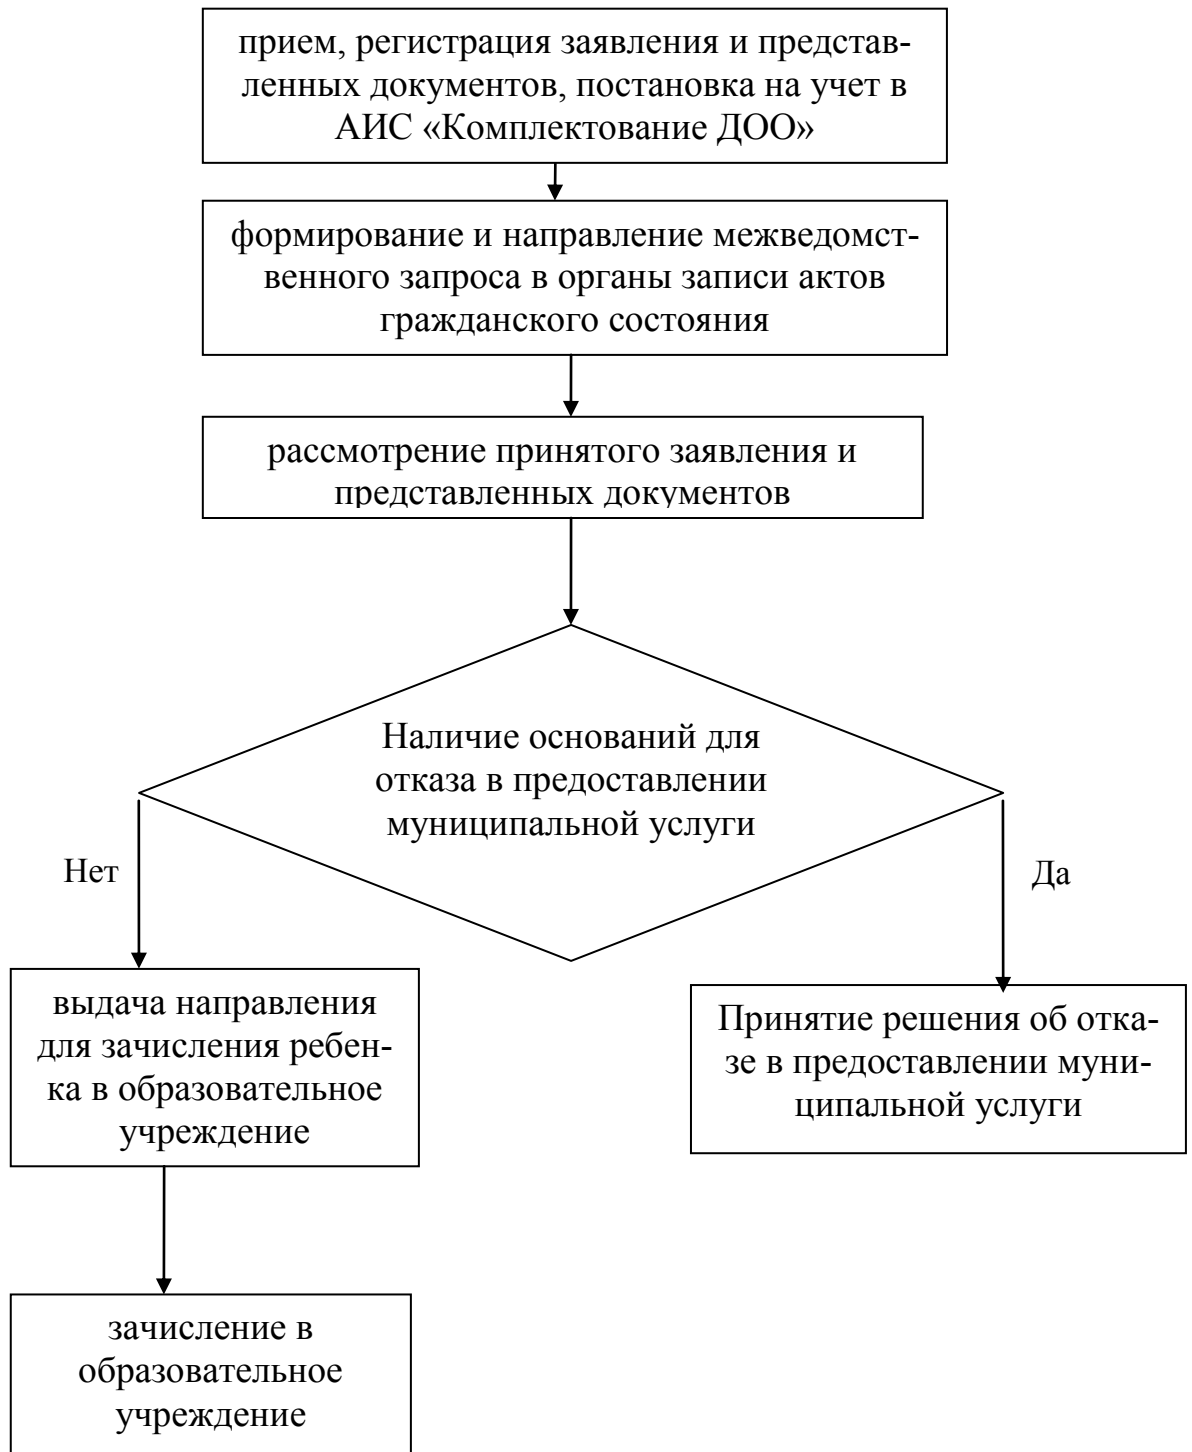 прием, регистрация заявления и представ-
ленных документов, постановка на учет в
АИС «Комплектование ДОО»
формирование и направление межведомст-
венного запроса в органы записи актов
гражданского состояния
рассмотрение принятого заявления и
представленных документов
Наличие оснований для
отказа в предоставлении
муниципальной услуги
Нет
Да
выдача направления
для зачисления ребен-
ка в образовательное
учреждение
Принятие решения об отка-
зе в предоставлении муни-
ципальной услуги
зачисление в
образовательное
учреждение